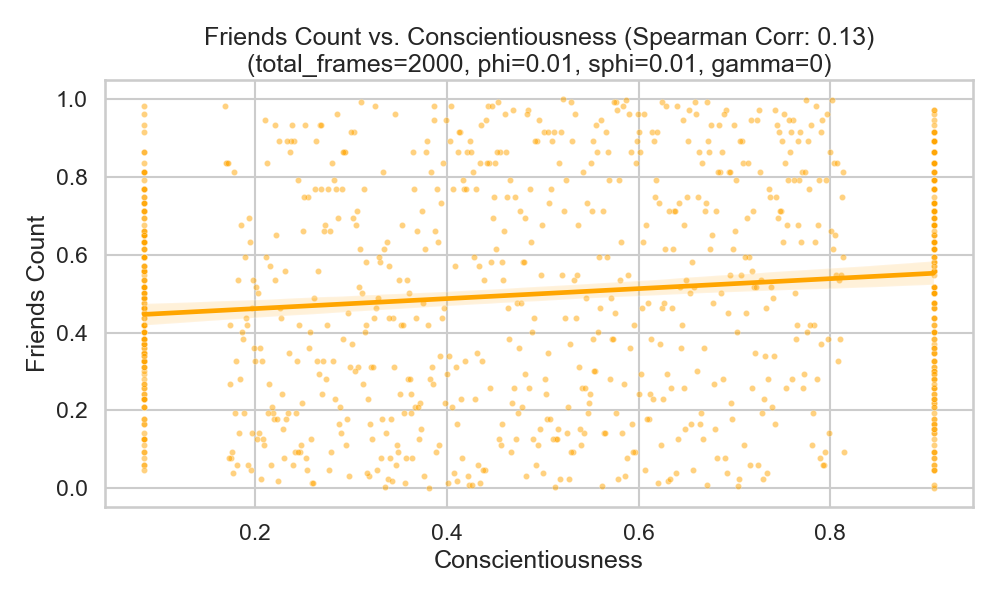 Friends Count vs. Conscientiousness (Spearman Corr: 0.13)
(total_frames=2000, phi=0.01, sphi=0.01, gamma=0)
1.0
0.8
0.6
0.4
0.2
0.0
Friends Count
0.2
0.4
0.6
0.8
Conscientiousness